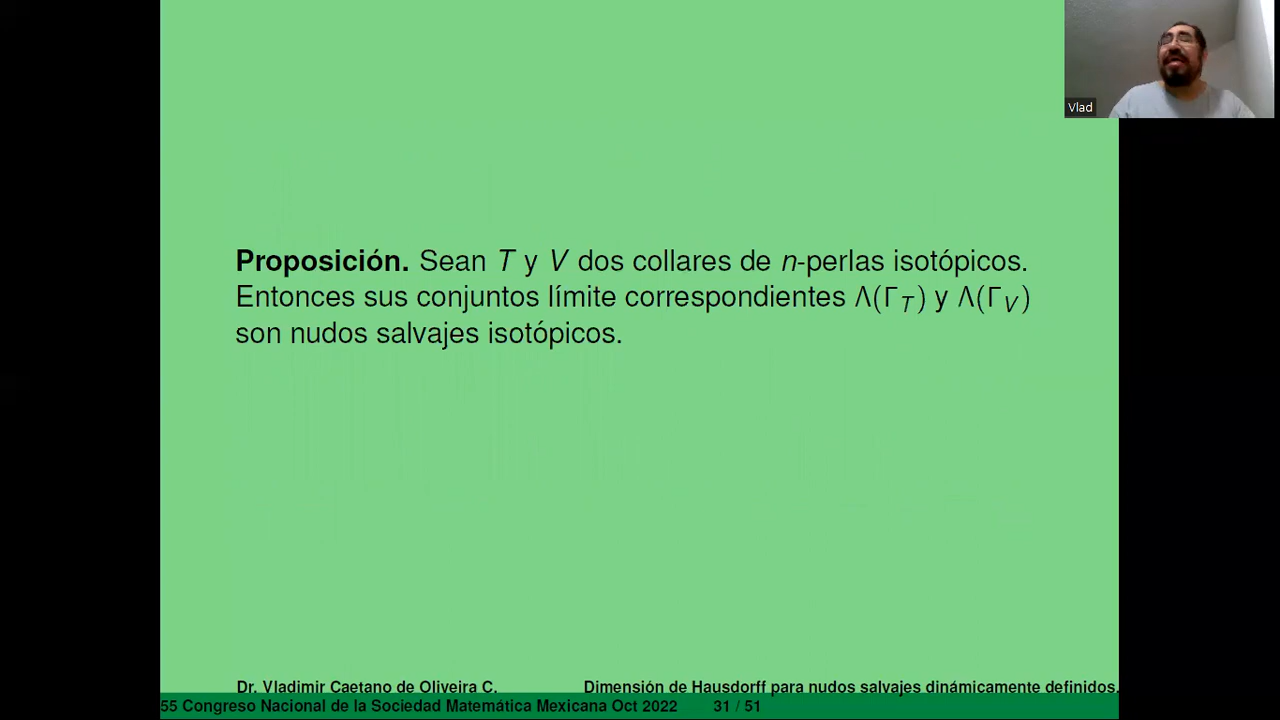 Vlad
Proposición. Sean T y V dos collares de n-perlas isotópicos.
Entonces sus conjuntos límite correspondientes Λ(Γ_T) y Λ(Γ_V)
son nudos salvajes isotópicos.
Dr. Vladimir Caetano de Oliveira C. Dimensión de Hausdorff para nudos salvajes dinámicamente definidos.
55 Congreso Nacional de la Sociedad Matemática Mexicana Oct 2022 31 / 51